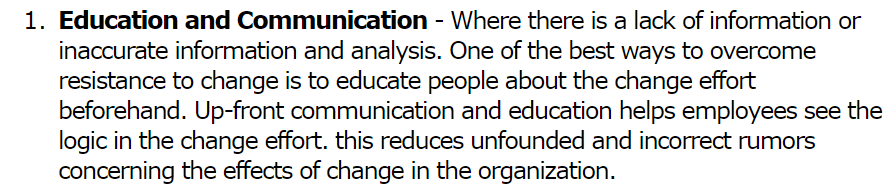 1. Education and Communication - Where there is a lack of information or
inaccurate information and analysis. One of the best ways to overcome
resistance to change is to educate people about the change effort
beforehand. Up-front communication and education helps employees see the
logic in the change effort. this reduces unfounded and incorrect rumors
concerning the effects of change in the organization.